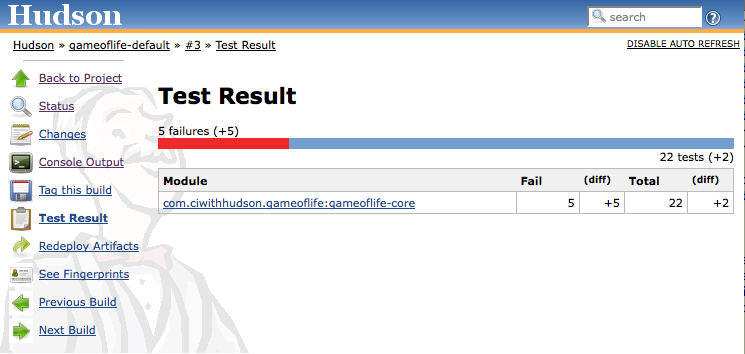 Hudson
search
Hudson » gameoflife-default » #3 » Test Result
DISABLE AUTO REFRESH
Back to Project
Status
Changes
Console Output
Tag this build
Test Result
Redeploy Artifacts
See Fingerprints
Previous Build
Next Build
Test Result
5 failures (+5)
22 tests (+2)
Module Fail (diff) Total (diff)
com.ciwithhudson.gameoflife:gameoflife-core 5 +5 22 +2